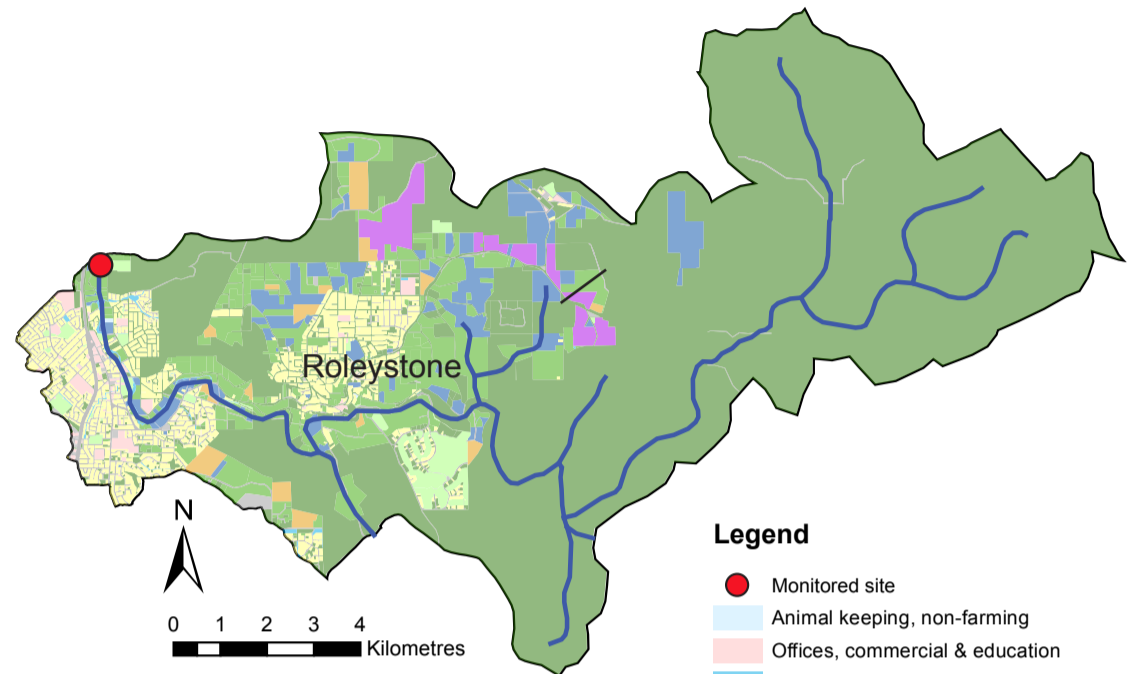 Roleystone
N
0 1 2 3 4
Kilometres
Legend
Monitored site
Animal keeping, non-farming
Offices, commercial & education